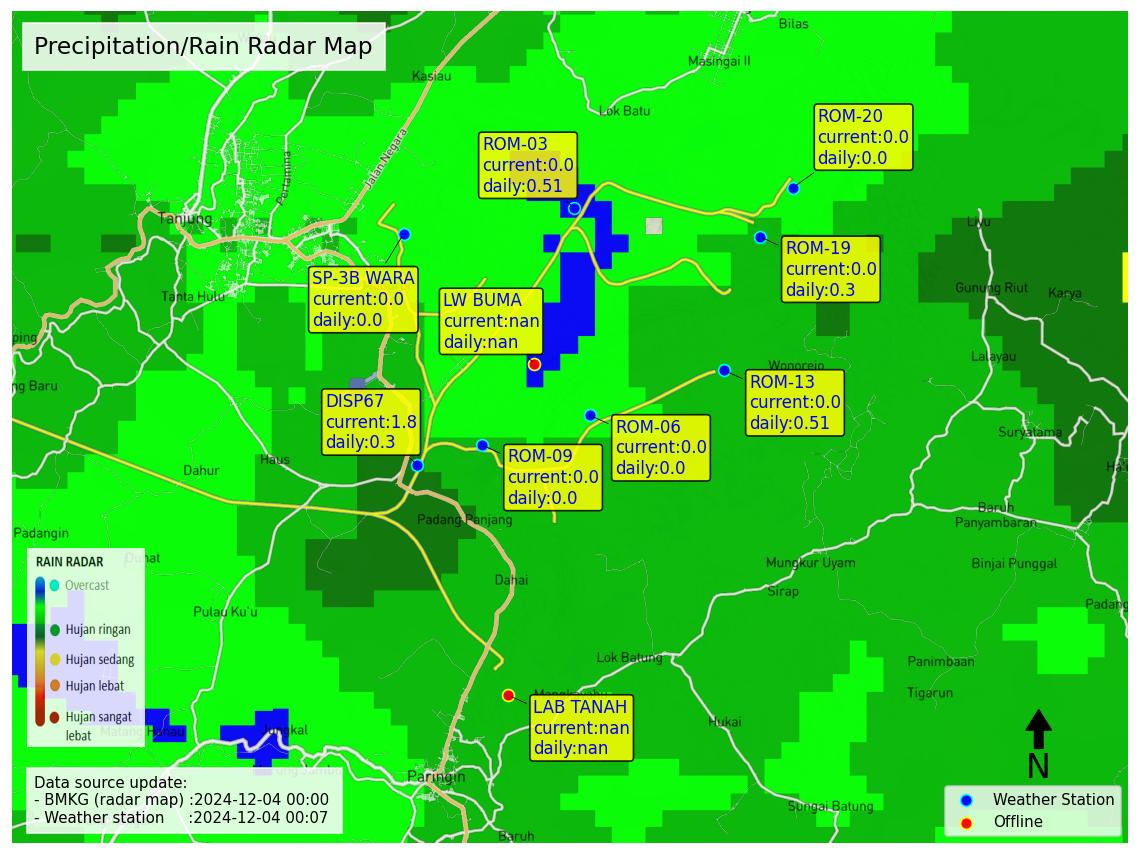 Precipitation/Rain Radar Map
Bilas
Masingai II
Kasiau
Lok Batu
Jalan Negara
Pertamina
Tanjung
Tanta Hulu
ROM-03
current:0.0
daily:0.51
ROM-20
current:0.0
daily:0.0
ROM-19
current:0.0
daily:0.3
SP-3B WARA
current:0.0
daily:0.0
LW BUMA
current:nan
daily:nan
Liyu
Gunung Riut
Karya
Lalayau
Wonorejo
ping
ng Baru
DISP67
current:1.8
daily:0.3
ROM-13
current:0.0
daily:0.51
ROM-06
current:0.0
daily:0.0
ROM-09
current:0.0
daily:0.0
Suryatama
Haus
Dahur
Padang Panjang
Baruh
Panyambaran
Padangin
Dahai
Mungkur Uyam
Binjai Punggal
Sirap
Padang
Pulau Ku`u
Lok Batung
Panimbaan
Tigarun
Hukai
LAB TANAH
current:nan
daily:nan
Jungkal
Paringin
Sungai Batung
Baruh
RAIN RADAR
Overcast
Hujan ringan
Hujan sedang
Hujan lebat
Hujan sangat
lebat
Matang Hanau
Data source update:
- BMKG (radar map) :2024-12-04 00:00
- Weather station :2024-12-04 00:07
N
Weather Station
Offline